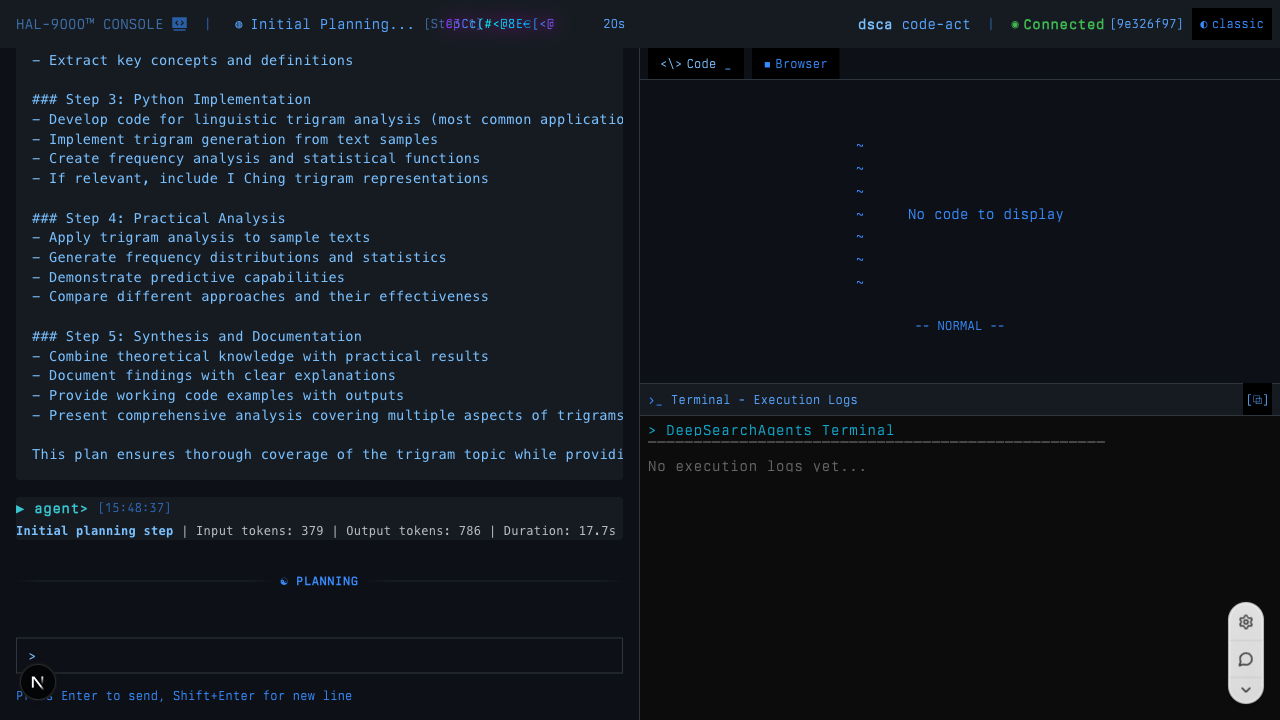 HAL-9000™ CONSOLE | Initial Planning... 20s dsca code-act | Connected [9e326f97] classic
- Extract key concepts and definitions
### Step 3: Python Implementation
- Develop code for linguistic trigram analysis (most common applicatio
- Implement trigram generation from text samples
- Create frequency analysis and statistical functions
- If relevant, include I Ching trigram representations
### Step 4: Practical Analysis
- Apply trigram analysis to sample texts
- Generate frequency distributions and statistics
- Demonstrate predictive capabilities
- Compare different approaches and their effectiveness
### Step 5: Synthesis and Documentation
- Combine theoretical knowledge with practical results
- Document findings with clear explanations
- Provide working code examples with outputs
- Present comprehensive analysis covering multiple aspects of trigrams
This plan ensures thorough coverage of the trigram topic while providi
▶ agent> [15:48:37]
Initial planning step | Input tokens: 379 | Output tokens: 786 | Duration: 17.7s
☯ PLANNING
>
N
Enter to send, Shift+Enter for new line
<\> Code _
Browser
~
~
~
~ No code to display
~
~
~
-- NORMAL --
›_ Terminal - Execution Logs
> DeepSearchAgents Terminal
No execution logs yet...